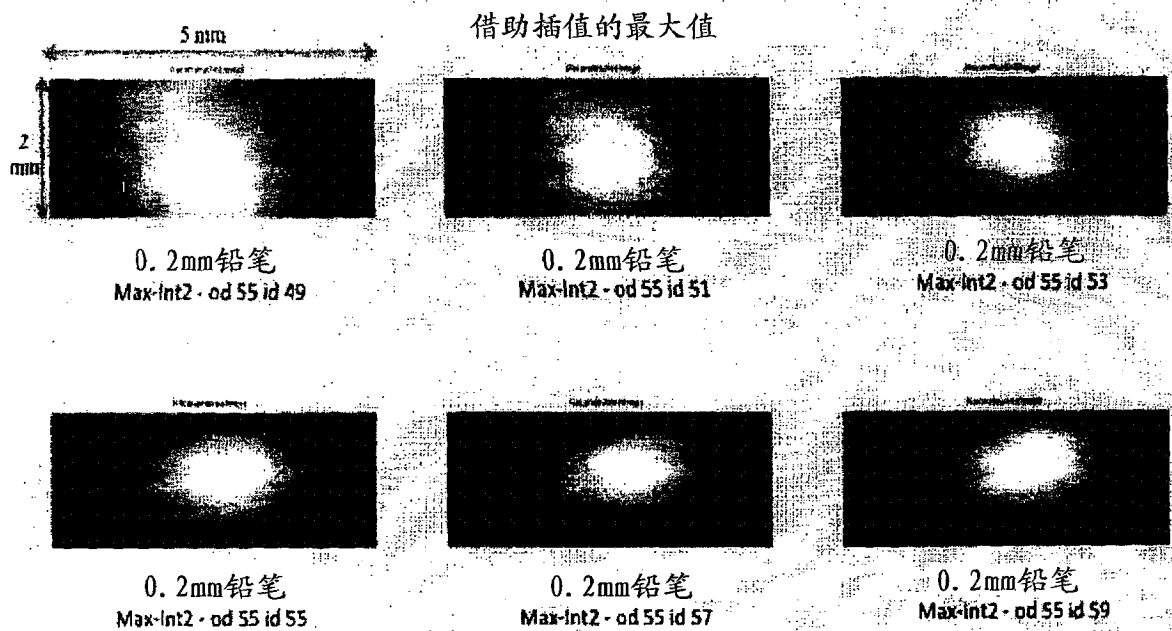 借助插值的最大值
5 mm
2
mm
0.2mm铅笔
Max-Int2 - od 55 id 49
0.2mm铅笔
Max-Int2 - od 55 id 51
0.2mm铅笔
Max-Int2 - od 55 id 53
0.2mm铅笔
Max-Int2 - od 55 id 55
0.2mm铅笔
Max-Int2 - od 55 id 57
0.2mm铅笔
Max-Int2 - od 55 id 59